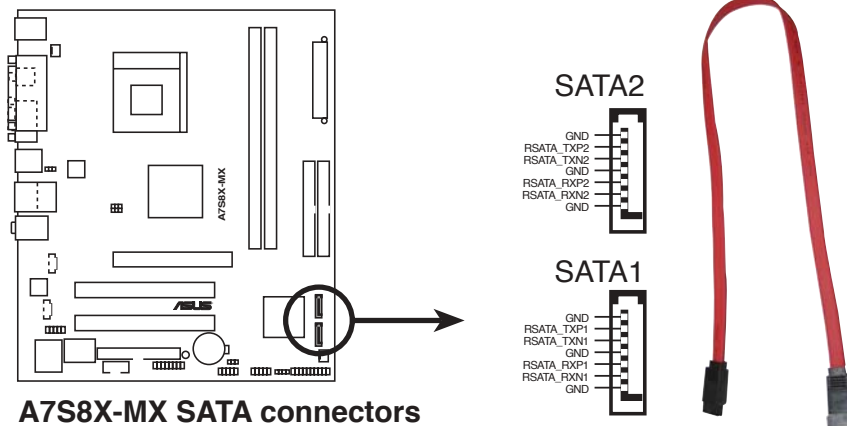 SATA2
GND
RSATA_TXP2
RSATA_TXN2
GND
RSATA_RXP2
RSATA_RXN2
GND
A7S8X-MX
SATA1
GND
RSATA_TXP1
RSATA_TXN1
GND
RSATA_RXP1
RSATA_RXN1
GND
ASUS
A7S8X-MX SATA connectors